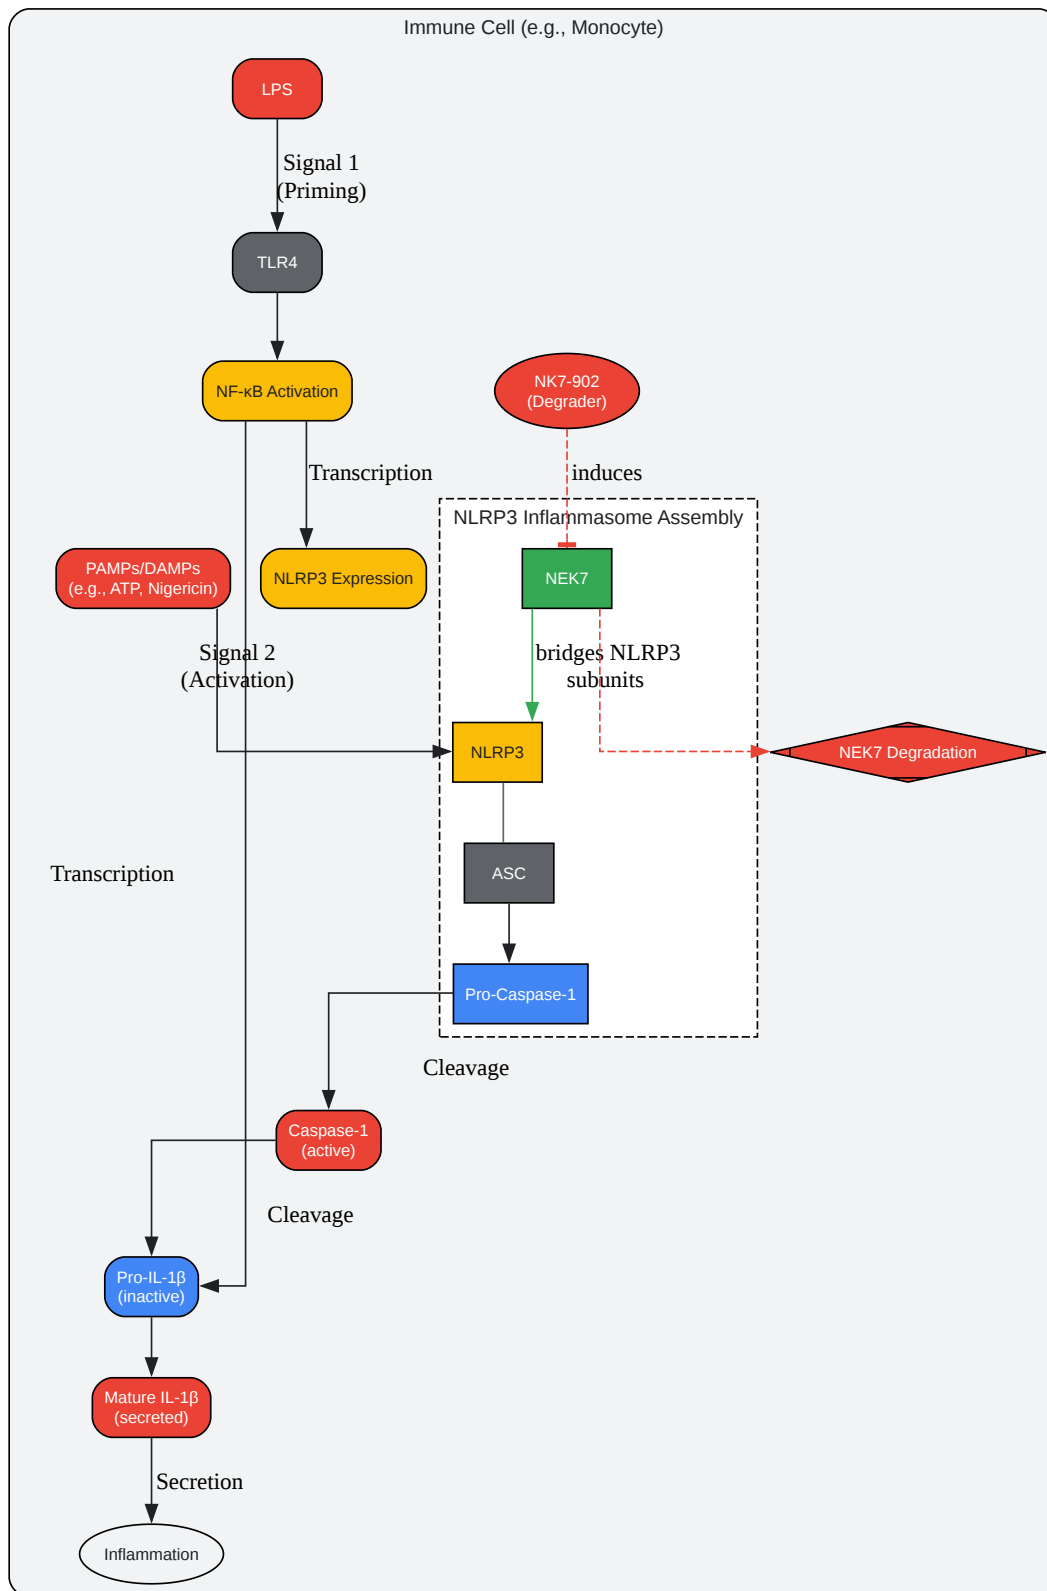 Immune Cell (e.g., Monocyte)
LPS
Signal 1
(Priming)
TLR4
NF-κB Activation
NK7-902
(Degrader)
Transcription
induces
NLRP3 Inflammasome Assembly
PAMPs/DAMPs
(e.g., ATP, Nigericin)
NLRP3 Expression
NEK7
Signal 2
(Activation)
bridges NLRP3
subunits
NLRP3
NEK7 Degradation
Transcription
ASC
Pro-Caspase-1
Cleavage
Caspase-1
(active)
Cleavage
Pro-IL-1β
(inactive)
Mature IL-1β
(secreted)
Secretion
Inflammation